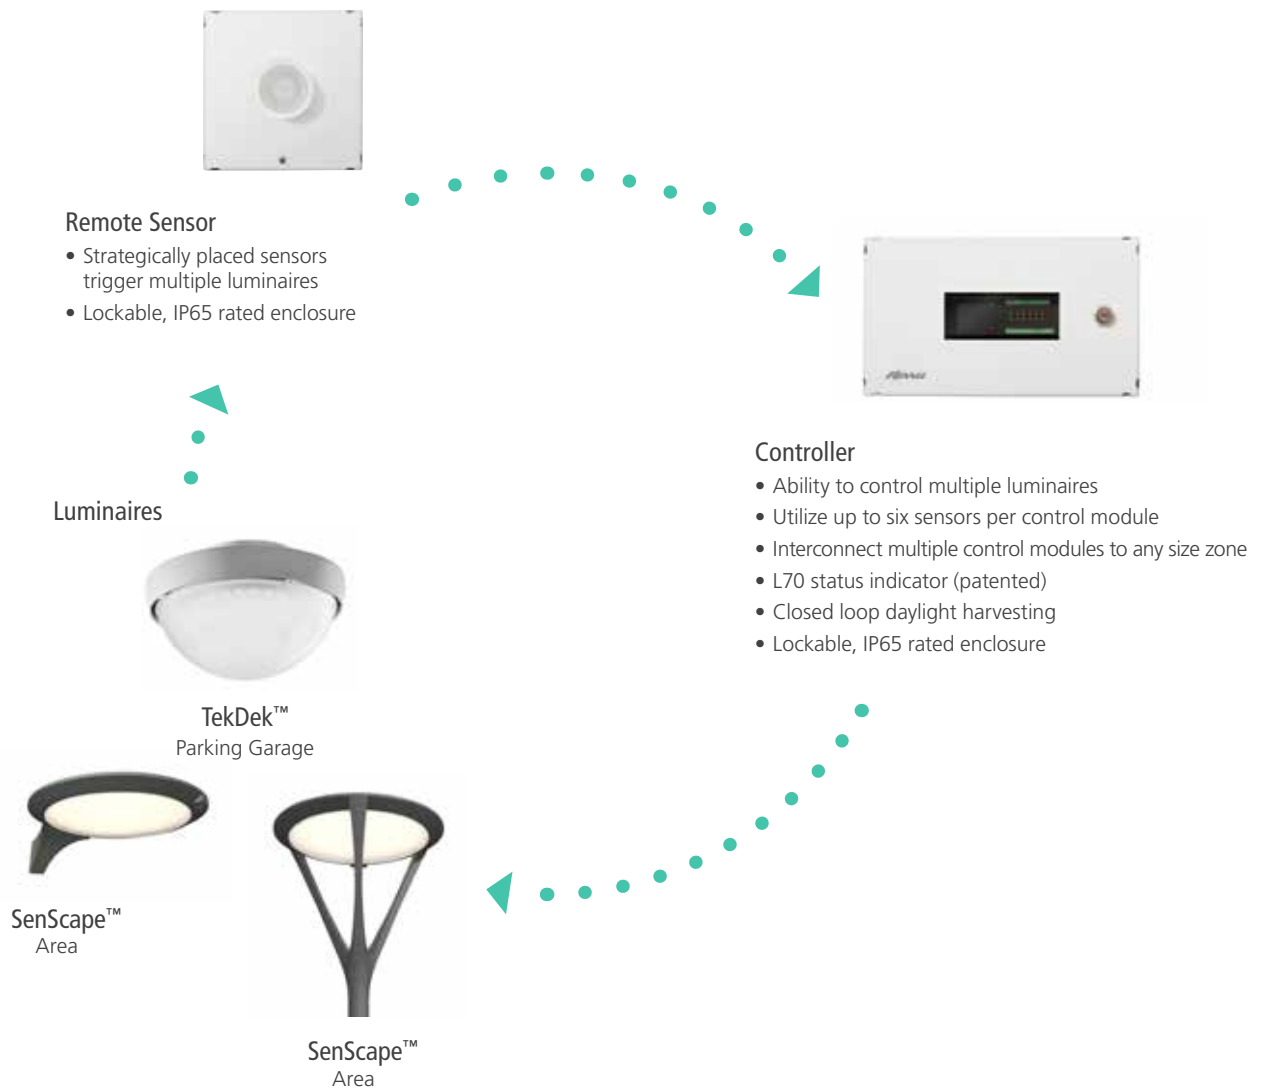 Remote Sensor
• Strategically placed sensors
trigger multiple luminaires
• Lockable, IP65 rated enclosure
Controller
• Ability to control multiple luminaires
• Utilize up to six sensors per control module
• Interconnect multiple control modules to any size zone
• L70 status indicator (patented)
• Closed loop daylight harvesting
• Lockable, IP65 rated enclosure
Luminaires
TekDek™
Parking Garage
SenScape™
Area
SenScape™
Area